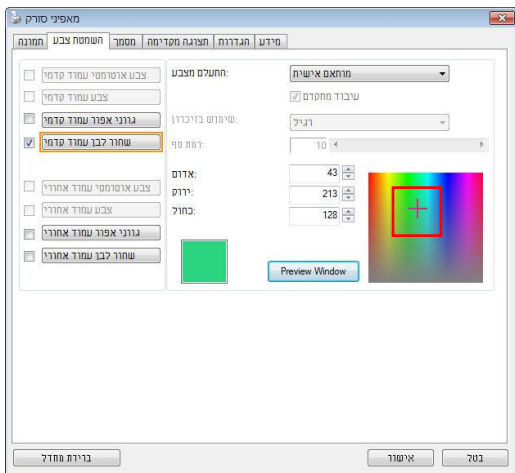 מאפיני סורק
תמונה
השמטת צבע
מסמך
תצוגה מקדימה
הגדרות
מידע
צבע אוטומטי עמוד קדמי
צבע עמוד קדמי
גווני אפור עמוד קדמי
שחור לבן עמוד קדמי
צבע אוטומטי עמוד אחורי
צבע עמוד אחורי
גווני אפור עמוד אחורי
שחור לבן עמוד אחורי
התעלם מצבע:
מותאם אישית
עיבוד מתקדם
שימוש בזיכרון:
רגיל
רמת סף:
10
אדום:
43
ירוק:
213
כחול:
128
Preview Window
ברירת מחדל
אישור
בטל